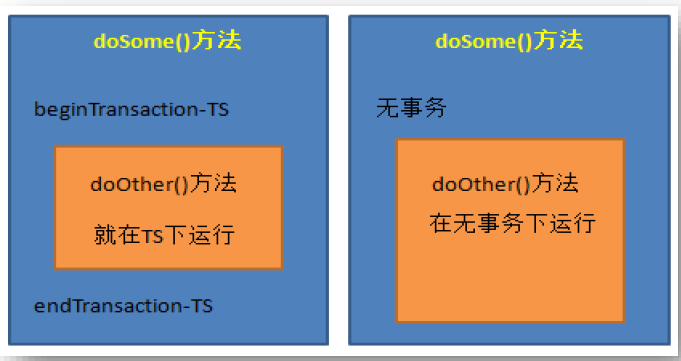 doSome()方法
beginTransaction-TS
doOther()方法
就在TS下运行
endTransaction-TS
doSome()方法
无事务
doOther()方法
在无事务下运行